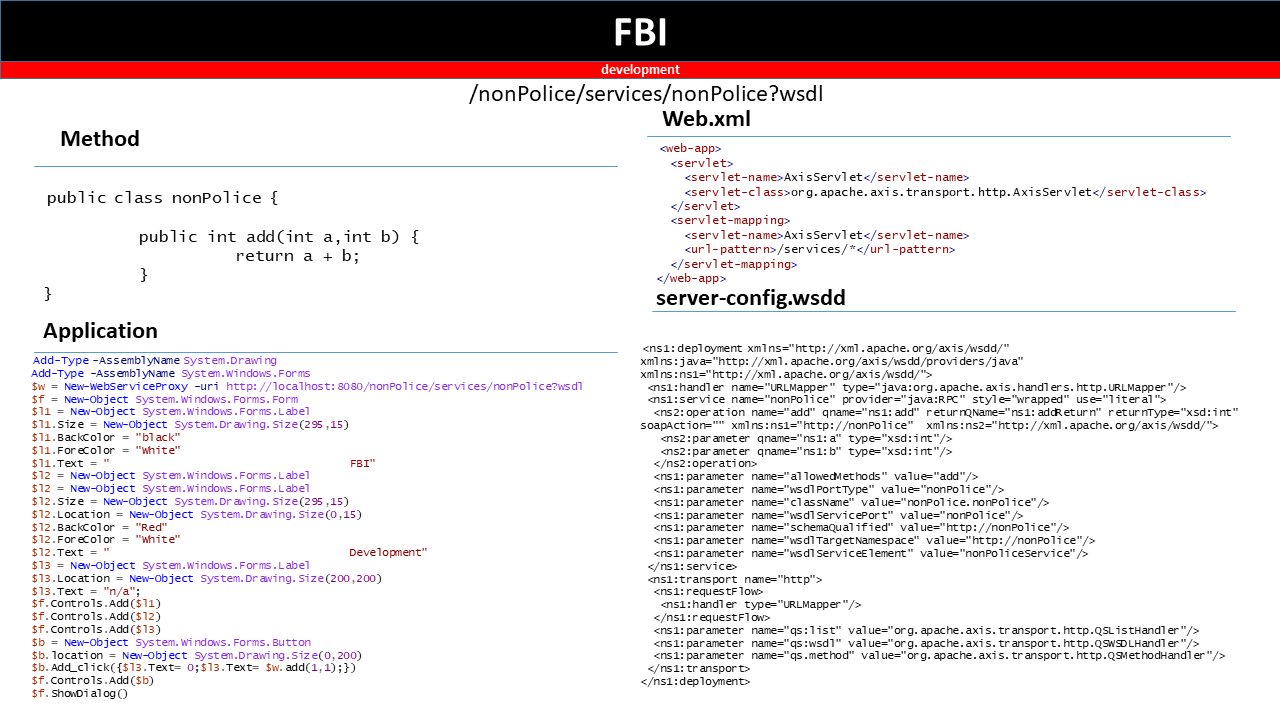 FBI
development
/nonPolice/services/nonPolice?wsdl
Method
public class nonPolice {
public int add(int a,int b) {
return a + b;
}
}
Application
Add-Type -AssemblyName System.Drawing
Add-Type -AssemblyName System.Windows.Forms
$w = New-WebServiceProxy -uri http://localhost:8080/nonPolice/services/nonPolice?wsdl
$f = New-Object System.Windows.Forms.Form
$l1 = New-Object System.Windows.Forms.Label
$l1.Size = New-Object System.Drawing.Size(295,15)
$l1.BackColor = "black"
$l1.ForeColor = "White"
$l1.Text = " FBI"
$l2 = New-Object System.Windows.Forms.Label
$l2 = New-Object System.Windows.Forms.Label
$l2.Size = New-Object System.Drawing.Size(295,15)
$l2.Location = New-Object System.Drawing.Size(0,15)
$l2.BackColor = "Red"
$l2.ForeColor = "White"
$l2.Text = " Development"
$l3 = New-Object System.Windows.Forms.Label
$l3.Location = New-Object System.Drawing.Size(200,200)
$l3.Text = "n/a";
$f.Controls.Add($l1)
$f.Controls.Add($l2)
$f.Controls.Add($l3)
$b = New-Object System.Windows.Forms.Button
$b.location = New-Object System.Drawing.Size(0,200)
$b.Add_click({$l3.Text= 0;$l3.Text= $w.add(1,1);})
$f.Controls.Add($b)
$f.ShowDialog()
Web.xml
<web-app>
<servlet>
<servlet-name>AxisServlet</servlet-name>
<servlet-class>org.apache.axis.transport.http.AxisServlet</servlet-class>
</servlet>
<servlet-mapping>
<servlet-name>AxisServlet</servlet-name>
<url-pattern>/services/*</url-pattern>
</servlet-mapping>
</web-app>
server-config.wsdd
<ns1:deployment xmlns="http://xml.apache.org/axis/wsdd/"
xmlns:java="http://xml.apache.org/axis/wsdd/providers/java"
xmlns:ns1="http://xml.apache.org/axis/wsdd/">
<ns1:handler name="URLMapper" type="java:org.apache.axis.handlers.http.URLMapper"/>
<ns1:service name="nonPolice" provider="java:RPC" style="wrapped" use="literal">
<ns2:operation name="add" qname="ns1:add" returnQName="ns1:addReturn" returnType="xsd:int"
soapAction="" xmlns:ns1="http://nonPolice" xmlns:ns2="http://xml.apache.org/axis/wsdd/">
<ns2:parameter qname="ns1:a" type="xsd:int"/>
<ns2:parameter qname="ns1:b" type="xsd:int"/>
</ns2:operation>
<ns1:parameter name="allowedMethods" value="add"/>
<ns1:parameter name="wsdlPortType" value="nonPolice"/>
<ns1:parameter name="className" value="nonPolice.nonPolice"/>
<ns1:parameter name="wsdlServicePort" value="nonPolice"/>
<ns1:parameter name="schemaQualified" value="http://nonPolice"/>
<ns1:parameter name="wsdlTargetNamespace" value="http://nonPolice"/>
<ns1:parameter name="wsdlServiceElement" value="nonPoliceService"/>
</ns1:service>
<ns1:transport name="http">
<ns1:requestFlow>
<ns1:handler type="URLMapper"/>
</ns1:requestFlow>
<ns1:parameter name="qs:list" value="org.apache.axis.transport.http.QSListHandler"/>
<ns1:parameter name="qs:wsdl" value="org.apache.axis.transport.http.QSWSDLHandler"/>
<ns1:parameter name="qs.method" value="org.apache.axis.transport.http.QSMethodHandler"/>
</ns1:transport>
</ns1:deployment>